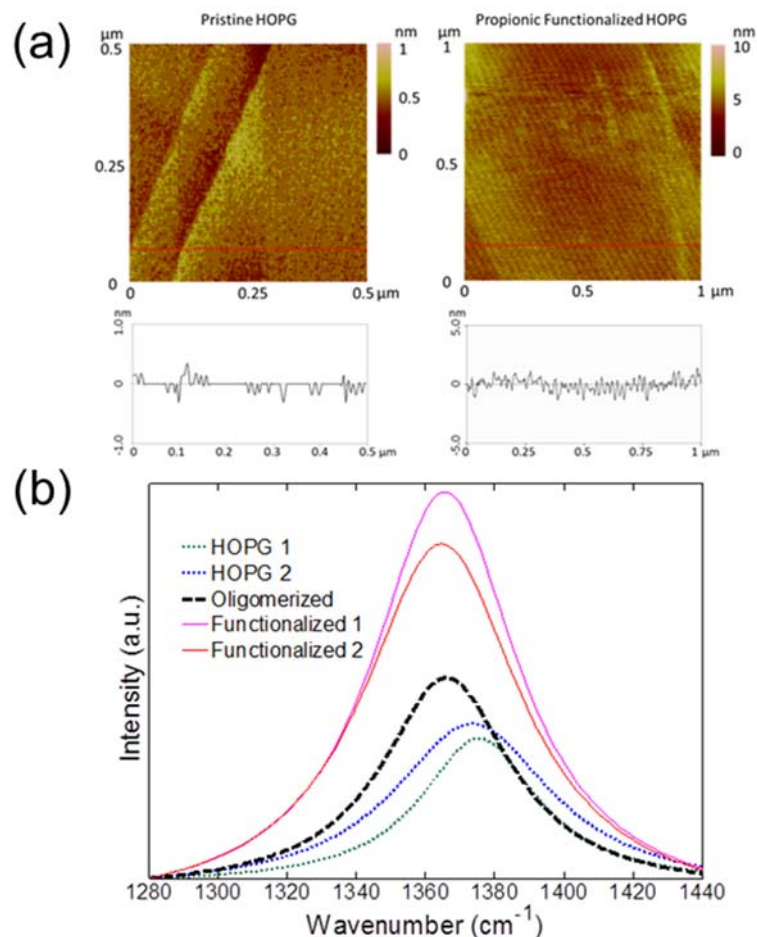 (a)
Pristine HOPG
Propionic Functionalized HOPG
µm
0.5
0.25
0
0
0.25
0.5 µm
nm
1
0.5
0
µm
1
0.5
0
0
0.5
1 µm
nm
10
5
0
nm
1.0
0
-1.0
0
0.1
0.2
0.3
0.4
0.5 µm
nm
5.0
0
-5.0
0
0.25
0.5
0.75
1 µm
(b)
HOPG 1
HOPG 2
Oligomerized
Functionalized 1
Functionalized 2
Intensity (a.u.)
1280 1300 1320 1340 1360 1380 1400 1420 1440
Wavenumber (cm⁻¹)